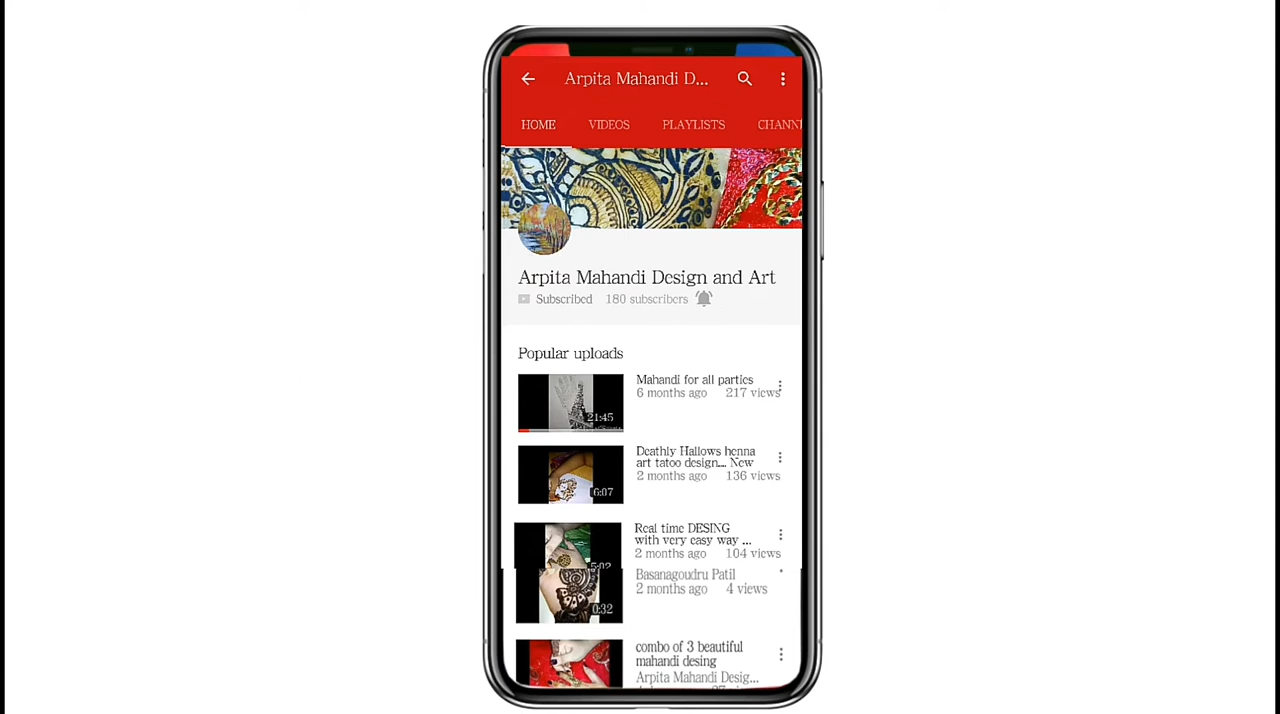 Arpita Mahandi D...
HOME VIDEOS PLAYLISTS CHANN
Arpita Mahandi Design and Art
Subscribed 180 subscribers
Popular uploads
Mahandi for all parties
6 months ago 217 views
21:45
Deathly Hallows henna
art tatoo design.... New
2 months ago 136 views
6:07
Real time DESING
with very easy way ...
2 months ago 104 views
5:02
Basanagoudru Patil
2 months ago 4 views
0:32
combo of 3 beautiful
mahandi desing
Arpita Mahandi Desig...